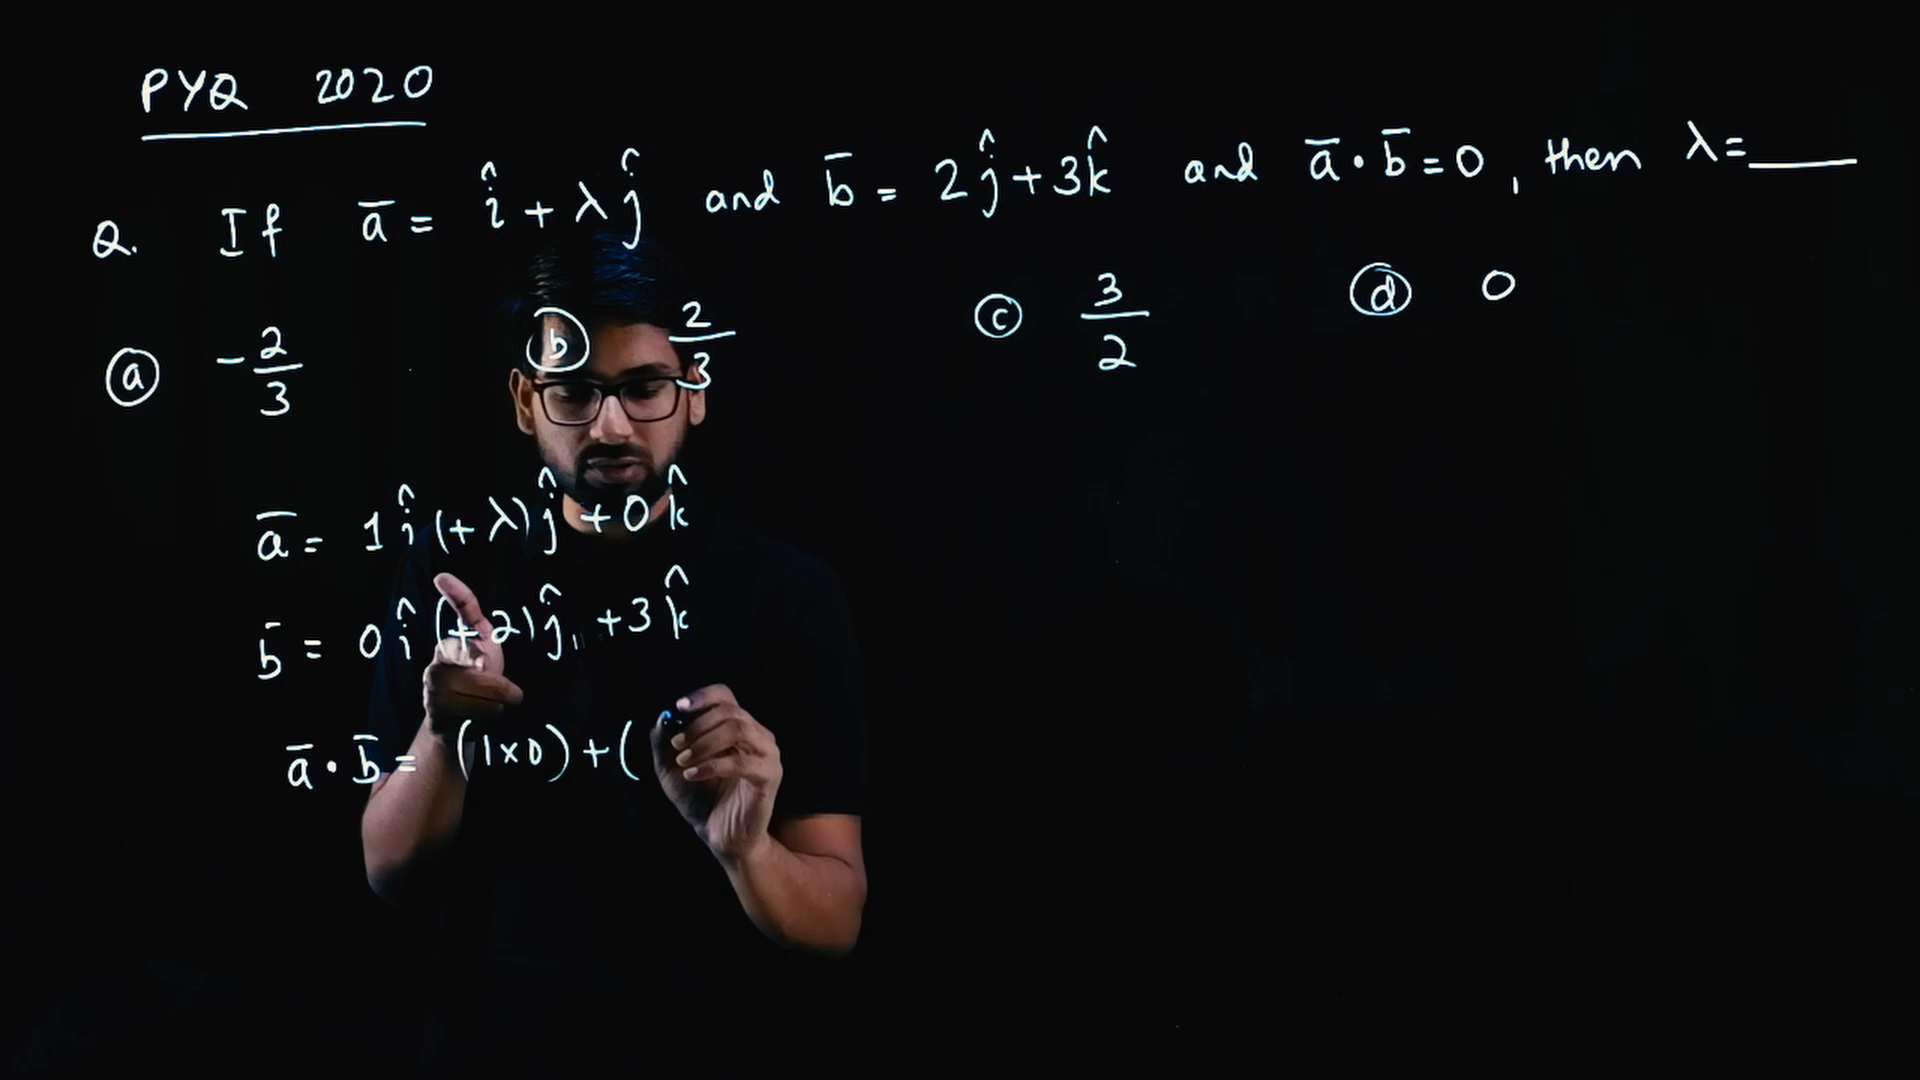 PYQ 2020
Q. If a̅ = î + λĵ and b̅ = 2ĵ + 3k̂ and a̅ • b̅ = 0, then λ = ____
ⓐ -2/3 ⓑ 2/3 ⓒ 3/2 ⓓ 0
a̅ = 1î (+λ)ĵ + 0k̂
b̅ = 0î (+2)ĵ + 3k̂
a̅ • b̅ = (1×0) + (